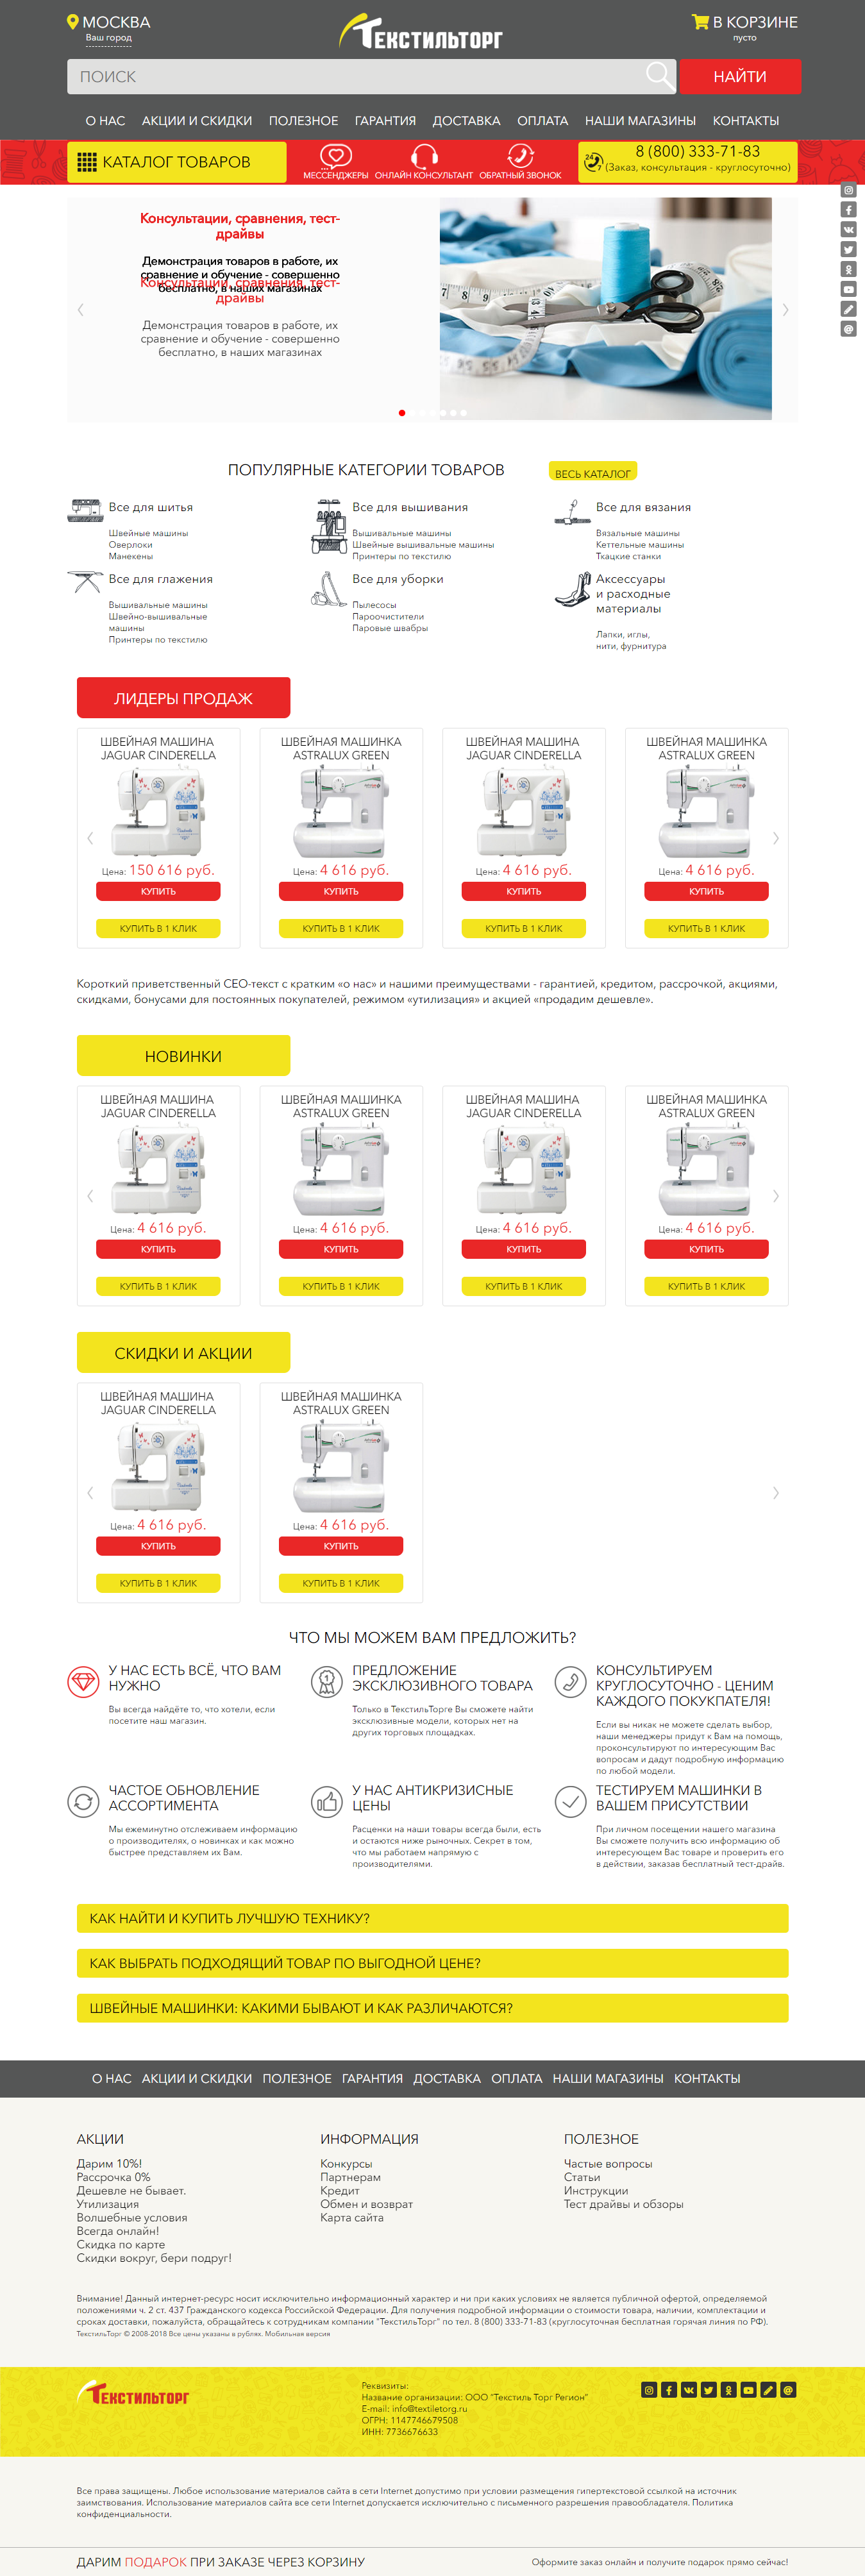 МОСКВА
Ваш город
ТЕКСТИЛЬТОРГ
В КОРЗИНЕ
пусто
ПОИСК
НАЙТИ
О НАС АКЦИИ И СКИДКИ ПОЛЕЗНОЕ ГАРАНТИЯ ДОСТАВКА ОПЛАТА НАШИ МАГАЗИНЫ КОНТАКТЫ
КАТАЛОГ ТОВАРОВ
МЕССЕНДЖЕРЫ ОНЛАЙН КОНСУЛЬТАНТ ОБРАТНЫЙ ЗВОНОК
8 (800) 333-71-83
(Заказ, консультация - круглосуточно)
Консультации, сравнения, тест-
драйвы
Демонстрация товаров в работе, их
сравнение и обучение - совершенно
бесплатно, в наших магазинах
Консультации, сравнения, тест-
драйвы
Демонстрация товаров в работе, их
сравнение и обучение - совершенно
бесплатно, в наших магазинах
ПОПУЛЯРНЫЕ КАТЕГОРИИ ТОВАРОВ
ВЕСЬ КАТАЛОГ
Все для шитья
Швейные машины
Оверлоки
Манекены
Все для вышивания
Вышивальные машины
Швейные вышивальные машины
Принтеры по текстилю
Все для вязания
Вязальные машины
Кеттельные машины
Ткацкие станки
Все для глажения
Вышивальные машины
Швейно-вышивальные
машины
Принтеры по текстилю
Все для уборки
Пылесосы
Пароочистители
Паровые швабры
Аксессуары
и расходные
материалы
Лапки, иглы,
нити, фурнитура
ЛИДЕРЫ ПРОДАЖ
ШВЕЙНАЯ МАШИНА
JAGUAR CINDERELLA
Цена: 150 616 руб.
КУПИТЬ
КУПИТЬ В 1 КЛИК
ШВЕЙНАЯ МАШИНКА
ASTRALUX GREEN
Цена: 4 616 руб.
КУПИТЬ
КУПИТЬ В 1 КЛИК
ШВЕЙНАЯ МАШИНА
JAGUAR CINDERELLA
Цена: 4 616 руб.
КУПИТЬ
КУПИТЬ В 1 КЛИК
ШВЕЙНАЯ МАШИНКА
ASTRALUX GREEN
Цена: 4 616 руб.
КУПИТЬ
КУПИТЬ В 1 КЛИК
Короткий приветственный СЕО-текст с кратким «о нас» и нашими преимуществами - гарантией, кредитом, рассрочкой, акциями,
скидками, бонусами для постоянных покупателей, режимом «утилизация» и акцией «продадим дешевле».
НОВИНКИ
ШВЕЙНАЯ МАШИНА
JAGUAR CINDERELLA
Цена: 4 616 руб.
КУПИТЬ
КУПИТЬ В 1 КЛИК
ШВЕЙНАЯ МАШИНКА
ASTRALUX GREEN
Цена: 4 616 руб.
КУПИТЬ
КУПИТЬ В 1 КЛИК
ШВЕЙНАЯ МАШИНА
JAGUAR CINDERELLA
Цена: 4 616 руб.
КУПИТЬ
КУПИТЬ В 1 КЛИК
ШВЕЙНАЯ МАШИНКА
ASTRALUX GREEN
Цена: 4 616 руб.
КУПИТЬ
КУПИТЬ В 1 КЛИК
СКИДКИ И АКЦИИ
ШВЕЙНАЯ МАШИНА
JAGUAR CINDERELLA
Цена: 4 616 руб.
КУПИТЬ
КУПИТЬ В 1 КЛИК
ШВЕЙНАЯ МАШИНКА
ASTRALUX GREEN
Цена: 4 616 руб.
КУПИТЬ
КУПИТЬ В 1 КЛИК
ЧТО МЫ МОЖЕМ ВАМ ПРЕДЛОЖИТЬ?
У НАС ЕСТЬ ВСЁ, ЧТО ВАМ
НУЖНО
Вы всегда найдёте то, что хотели, если
посетите наш магазин.
ПРЕДЛОЖЕНИЕ
ЭКСКЛЮЗИВНОГО ТОВАРА
Только в ТекстильТорге Вы сможете найти
эксклюзивные модели, которых нет на
других торговых площадках.
КОНСУЛЬТИРУЕМ
КРУГЛОСУТОЧНО - ЦЕНИМ
КАЖДОГО ПОКУКПАТЕЛЯ!
Если вы никак не можете сделать выбор,
наши менеджеры придут к Вам на помощь,
проконсультируют по интересующим Вас
вопросам и дадут подробную информацию
по любой модели.
ЧАСТОЕ ОБНОВЛЕНИЕ
АССОРТИМЕНТА
Мы ежеминутно отслеживаем информацию
о производителях, о новинках и как можно
быстрее представляем их Вам.
У НАС АНТИКРИЗИСНЫЕ
ЦЕНЫ
Расценки на наши товары всегда были, есть
и остаются ниже рыночных. Секрет в том,
что мы работаем напрямую с
производителями.
ТЕСТИРУЕМ МАШИНКИ В
ВАШЕМ ПРИСУТСТВИИ
При личном посещении нашего магазина
Вы сможете получить всю информацию об
интересующем Вас товаре и проверить его
в действии, заказав бесплатный тест-драйв.
КАК НАЙТИ И КУПИТЬ ЛУЧШУЮ ТЕХНИКУ?
КАК ВЫБРАТЬ ПОДХОДЯЩИЙ ТОВАР ПО ВЫГОДНОЙ ЦЕНЕ?
ШВЕЙНЫЕ МАШИНКИ: КАКИМИ БЫВАЮТ И КАК РАЗЛИЧАЮТСЯ?
О НАС АКЦИИ И СКИДКИ ПОЛЕЗНОЕ ГАРАНТИЯ ДОСТАВКА ОПЛАТА НАШИ МАГАЗИНЫ КОНТАКТЫ
АКЦИИ
Дарим 10%!
Рассрочка 0%
Дешевле не бывает.
Утилизация
Волшебные условия
Всегда онлайн!
Скидка по карте
Скидки вокруг, бери подруг!
ИНФОРМАЦИЯ
Конкурсы
Партнерам
Кредит
Обмен и возврат
Карта сайта
ПОЛЕЗНОЕ
Частые вопросы
Статьи
Инструкции
Тест драйвы и обзоры
Внимание! Данный интернет-ресурс носит исключительно информационный характер и ни при каких условиях не является публичной офертой, определяемой
положениями ч. 2 ст. 437 Гражданского кодекса Российской Федерации. Для получения подробной информации о стоимости товара, наличии, комплектации и
сроках доставки, пожалуйста, обращайтесь к сотрудникам компании "ТекстильТорг" по тел. 8 (800) 333-71-83 (круглосуточная бесплатная горячая линия по РФ).
ТекстильТорг © 2008-2018 Все цены указаны в рублях. Мобильная версия
ТЕКСТИЛЬТОРГ
Реквизиты:
Название организации: ООО "Текстиль Торг Регион"
E-mail: info@textiletorg.ru
ОГРН: 1147746679508
ИНН: 7736676633
Все права защищены. Любое использование материалов сайта в сети Internet допустимо при условии размещения гипертекстовой ссылкой на источник
заимствования. Использование материалов сайта все сети Internet допускается исключительно с письменного разрешения правообладателя. Политика
конфиденциальности.
ДАРИМ ПОДАРОК ПРИ ЗАКАЗЕ ЧЕРЕЗ КОРЗИНУ
Оформите заказ онлайн и получите подарок прямо сейчас!